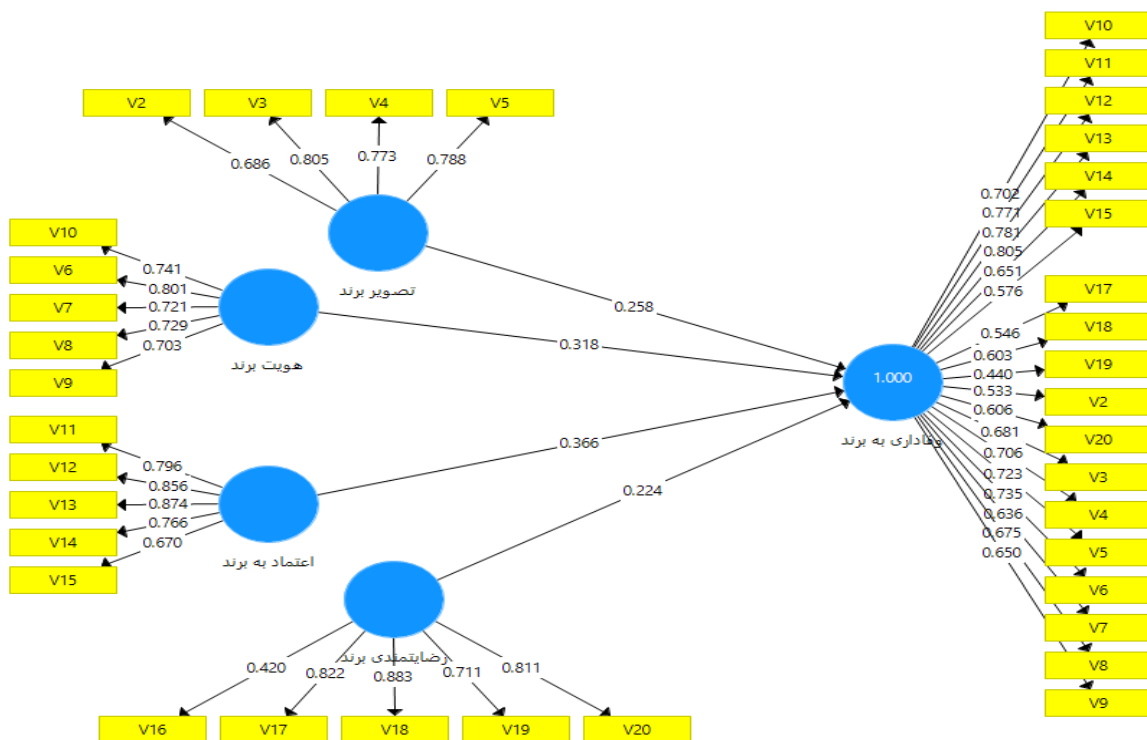 V2
V3
V4
V5
0.686
0.805
0.773
0.788
تصویر برند
V10
V6
V7
V8
V9
0.741
0.801
0.721
0.729
0.703
هویت برند
V11
V12
V13
V14
V15
0.796
0.856
0.874
0.766
0.670
اعتماد به برند
رضایتمندی برند
0.420
0.822
0.883
0.711
0.811
V16
V17
V18
V19
V20
0.258
0.318
0.366
0.224
1.000
وفاداری به برند
0.702
0.771
0.781
0.805
0.651
0.576
0.546
0.603
0.440
0.533
0.606
0.681
0.706
0.723
0.735
0.636
0.675
0.650
V10
V11
V12
V13
V14
V15
V17
V18
V19
V2
V20
V3
V4
V5
V6
V7
V8
V9